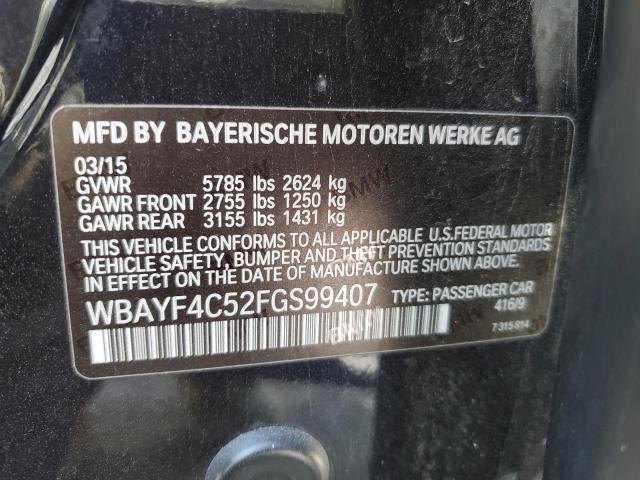 MFD BY BAYERISCHE MOTOREN WERKE AG
03/15
GVWR 5785 lbs 2624 kg
GAWR FRONT 2755 lbs 1250 kg
GAWR REAR 3155 lbs 1431 kg
THIS VEHICLE CONFORMS TO ALL APPLICABLE U.S.FEDERAL MOTOR
VEHICLE SAFETY, BUMPER AND THEFT PREVENTION STANDARDS
IN EFFECT ON THE DATE OF MANUFACTURE SHOWN ABOVE.
WBAYF4C52FGS99407 TYPE: PASSENGER CAR
416/9
7 315 814